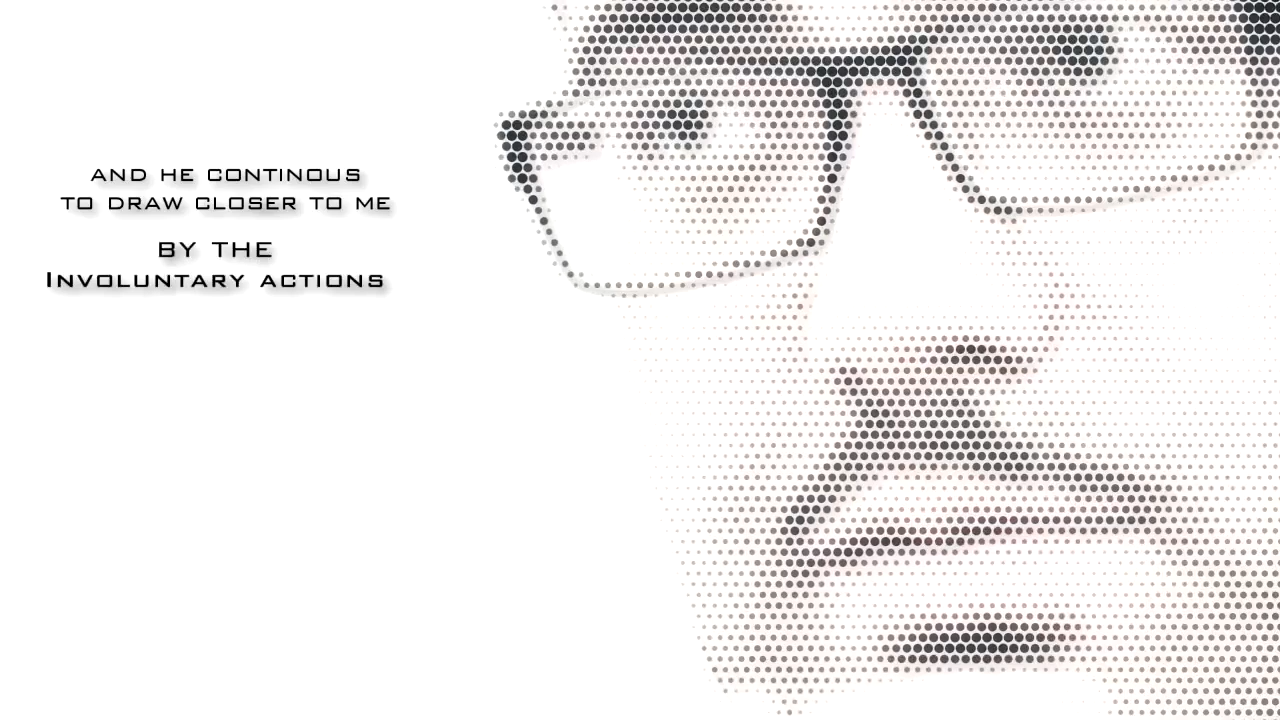 AND HE CONTINOUS
TO DRAW CLOSER TO ME
BY THE
INVOLUNTARY ACTIONS